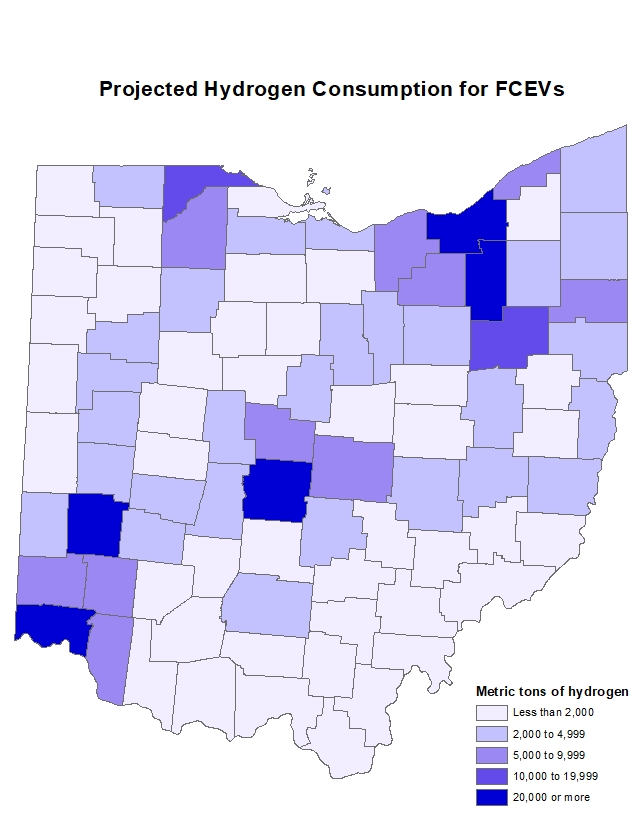 Projected Hydrogen Consumption for FCEVs
Metric tons of hydrogen
Less than 2,000
2,000 to 4,999
5,000 to 9,999
10,000 to 19,999
20,000 or more